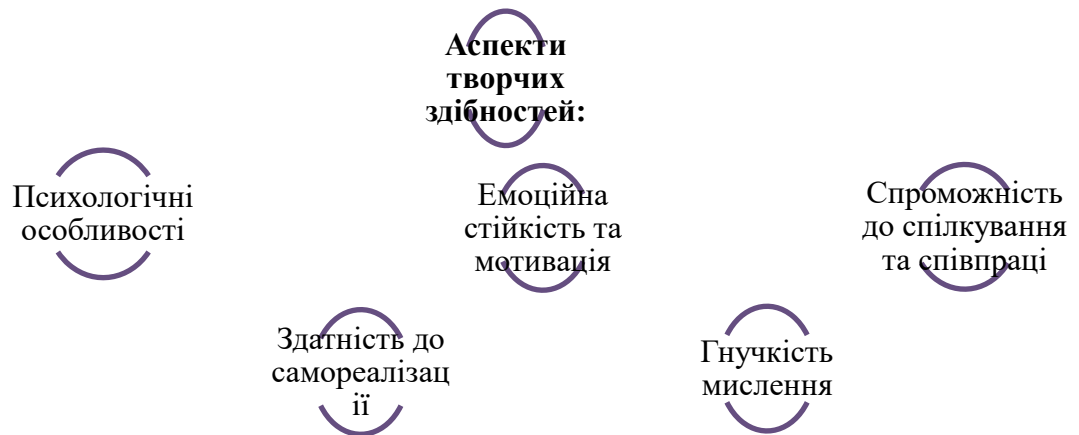 Аспекти
творчих
здібностей:
Психологічні
особливості
Емоційна
стійкість та
мотивація
Спроможність
до спілкування
та співпраці
Здатність до
самореалізац
ії
Гнучкість
мислення